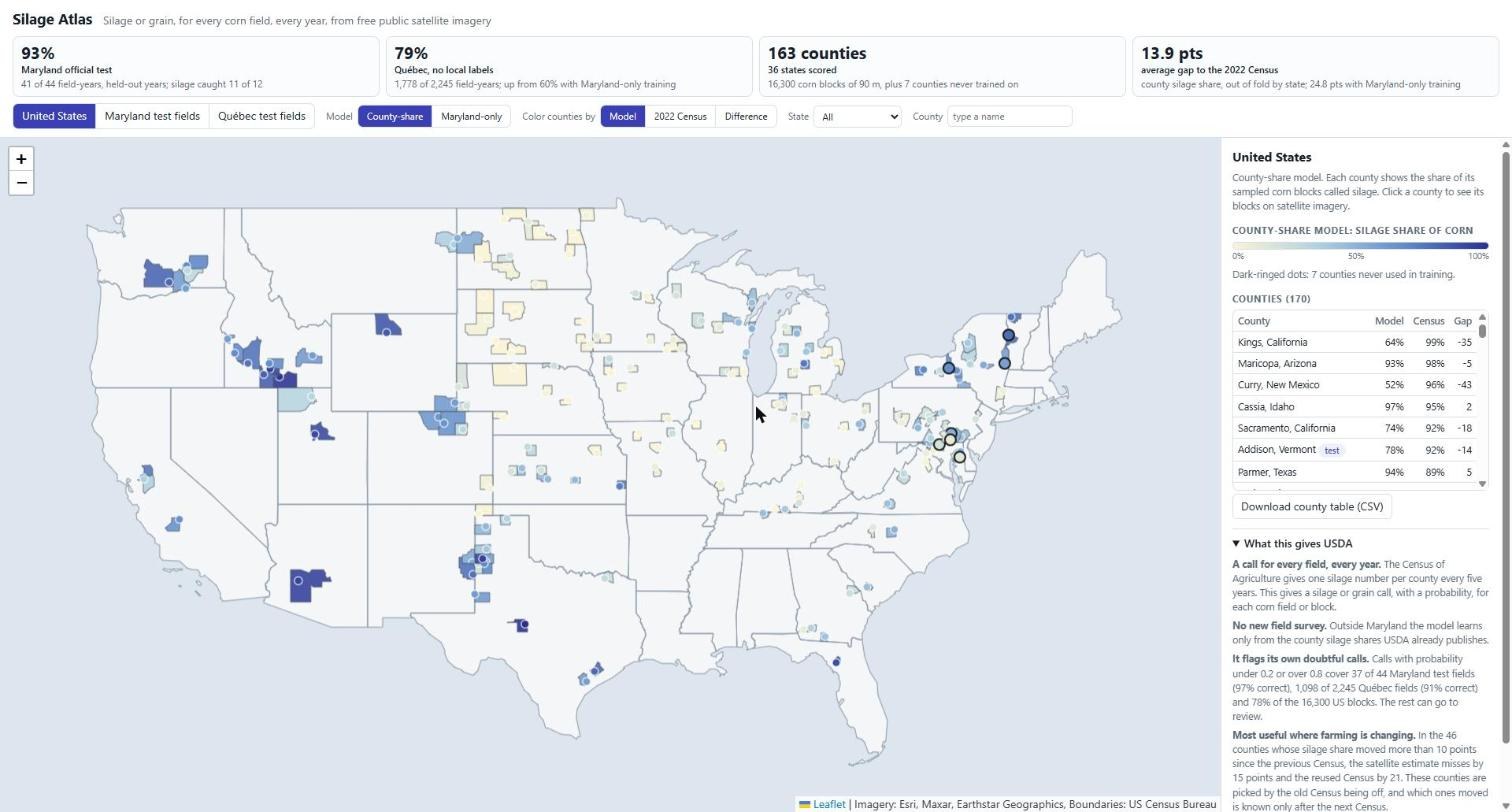 Silage Atlas Silage or grain, for every corn field, every year, from free public satellite imagery
93%
Maryland official test
41 of 44 field-years, held-out years; silage caught 11 of 12
79%
Québec, no local labels
1,778 of 2,245 field-years; up from 60% with Maryland-only training
163 counties
36 states scored
16,300 corn blocks of 90 m, plus 7 counties never trained on
13.9 pts
average gap to the 2022 Census
county silage share, out of fold by state; 24.8 pts with Maryland-only training
United States Maryland test fields Québec test fields Model County-share Maryland-only Color counties by Model 2022 Census Difference State All County type a name
+
−
United States
County-share model. Each county shows the share of its
sampled corn blocks called silage. Click a county to see its
blocks on satellite imagery.
COUNTY-SHARE MODEL: SILAGE SHARE OF CORN
0% 50% 100%
Dark-ringed dots: 7 counties never used in training.
COUNTIES (170)
County Model Census Gap
Kings, California 64% 99% -35
Maricopa, Arizona 93% 98% -5
Curry, New Mexico 52% 96% -43
Cassia, Idaho 97% 95% 2
Sacramento, California 74% 92% -18
Addison, Vermont test 78% 92% -14
Parmer, Texas 94% 89% 5
Download county table (CSV)
▼ What this gives USDA
A call for every field, every year. The Census of
Agriculture gives one silage number per county every five
years. This gives a silage or grain call, with a probability, for
each corn field or block.
No new field survey. Outside Maryland the model learns
only from the county silage shares USDA already publishes.
It flags its own doubtful calls. Calls with probability
under 0.2 or over 0.8 cover 37 of 44 Maryland test fields
(97% correct), 1,098 of 2,245 Québec fields (91% correct)
and 78% of the 16,300 US blocks. The rest can go to
review.
Most useful where farming is changing. In the 46
counties whose silage share moved more than 10 points
since the previous Census, the satellite estimate misses by
15 points and the reused Census by 21. These counties are
picked by the old Census being off, and which ones moved
is known only after the next Census.
Leaflet | Imagery: Esri, Maxar, Earthstar Geographics, Boundaries: US Census Bureau